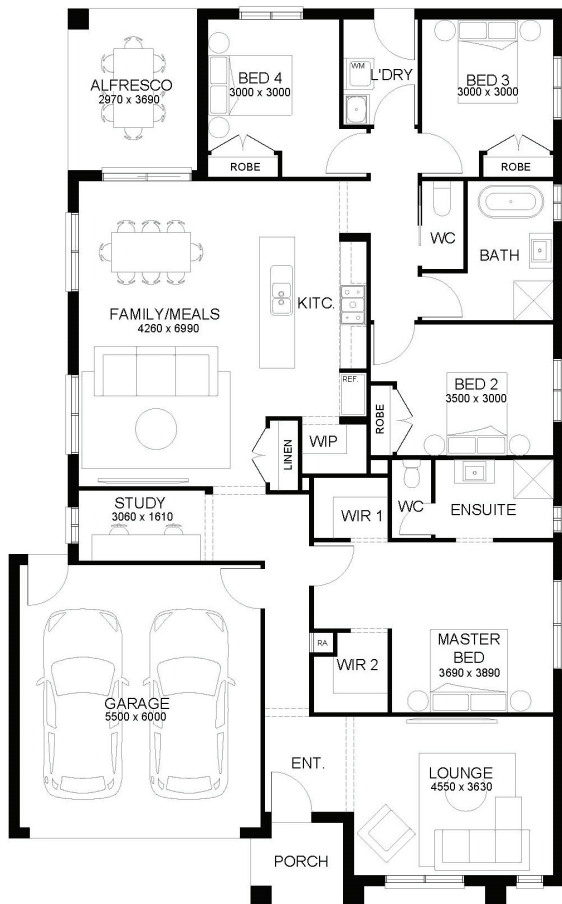 ALFRESCO
2970 x 3690
BED 4
3000 x 3000
ROBE
WM
L'DRY
BED 3
3000 x 3000
ROBE
WC
BATH
FAMILY/MEALS
4260 x 6990
KITC.
REF.
BED 2
3500 x 3000
ROBE
LINEN
WIP
STUDY
3060 x 1610
WIR 1
WC
ENSUITE
GARAGE
5500 x 6000
RA
WIR 2
MASTER
BED
3690 x 3890
ENT.
LOUNGE
4550 x 3630
PORCH